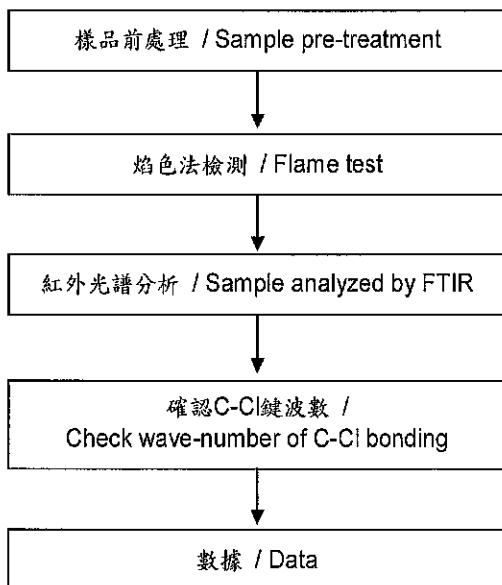 樣品前處理 / Sample pre-treatment
焰色法檢測 / Flame test
紅外光譜分析 / Sample analyzed by FTIR
確認C-Cl鍵波數 /
Check wave-number of C-Cl bonding
數據 / Data